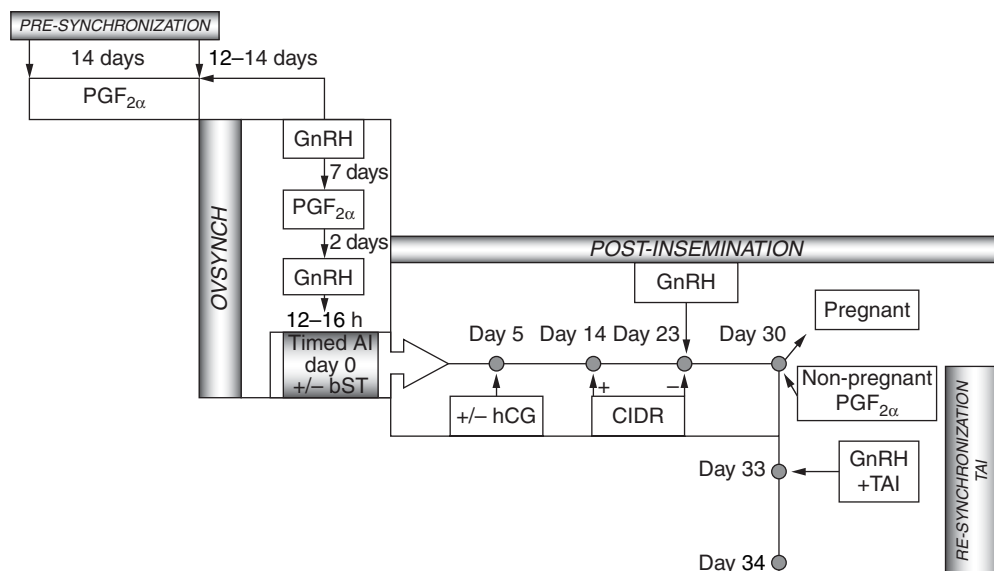 PRE-SYNCHRONIZATION
14 days
12–14 days
PGF2α
OVSYNCH
GnRH
7 days
PGF2α
2 days
GnRH
12–16 h
Timed AI
day 0
+/– bST
POST-INSEMINATION
GnRH
Day 5
Day 14
Day 23
Day 30
Pregnant
+
–
+/– hCG
CIDR
Non-pregnant
PGF2α
Day 33
GnRH
+TAI
Day 34
RE-SYNCHRONIZATION
TAI